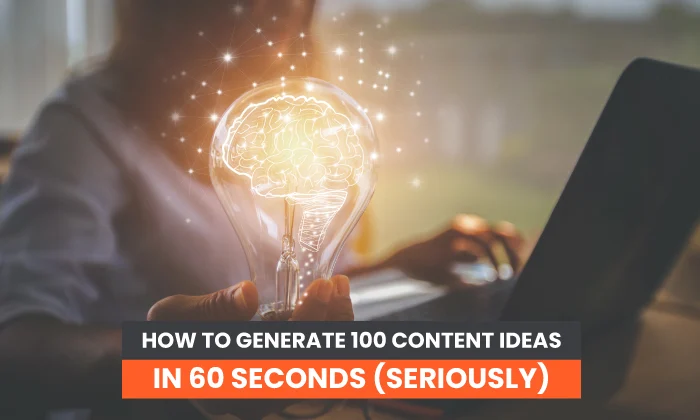 HOW TO GENERATE 100 CONTENT IDEAS
IN 60 SECONDS (SERIOUSLY)